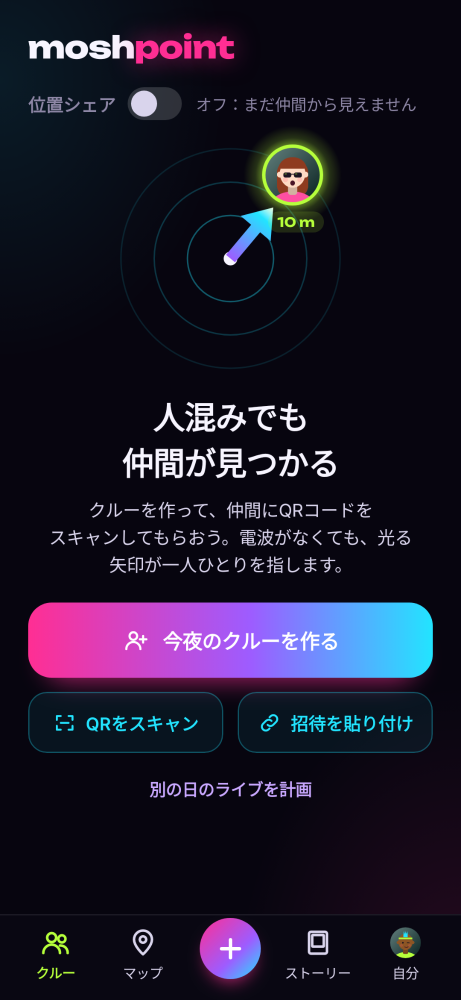 moshpoint
位置シェア
オフ：まだ仲間から見えません
10 m
人混みでも
仲間が見つかる
クルーを作って、仲間にQRコードを
スキャンしてもらおう。電波がなくても、光る
矢印が一人ひとりを指します。
今夜のクルーを作る
QRをスキャン
招待を貼り付け
別の日のライブを計画
クルー
マップ
ストーリー
自分